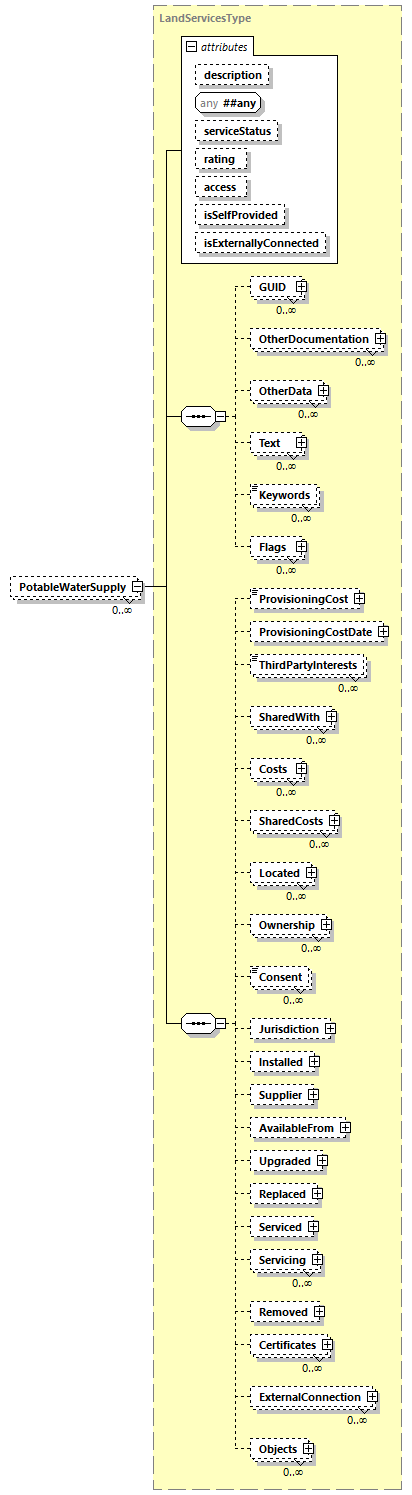 LandServicesType
attributes
description
any ##any
serviceStatus
rating
access
isSelfProvided
isExternallyConnected
GUID
0..∞
OtherDocumentation
0..∞
OtherData
0..∞
Text
0..∞
Keywords
0..∞
Flags
0..∞
PotableWaterSupply
0..∞
ProvisioningCost
ProvisioningCostDate
ThirdPartyInterests
0..∞
SharedWith
0..∞
Costs
0..∞
SharedCosts
0..∞
Located
0..∞
Ownership
0..∞
Consent
0..∞
Jurisdiction
Installed
Supplier
AvailableFrom
Upgraded
Replaced
Serviced
Servicing
0..∞
Removed
Certificates
0..∞
ExternalConnection
0..∞
Objects
0..∞